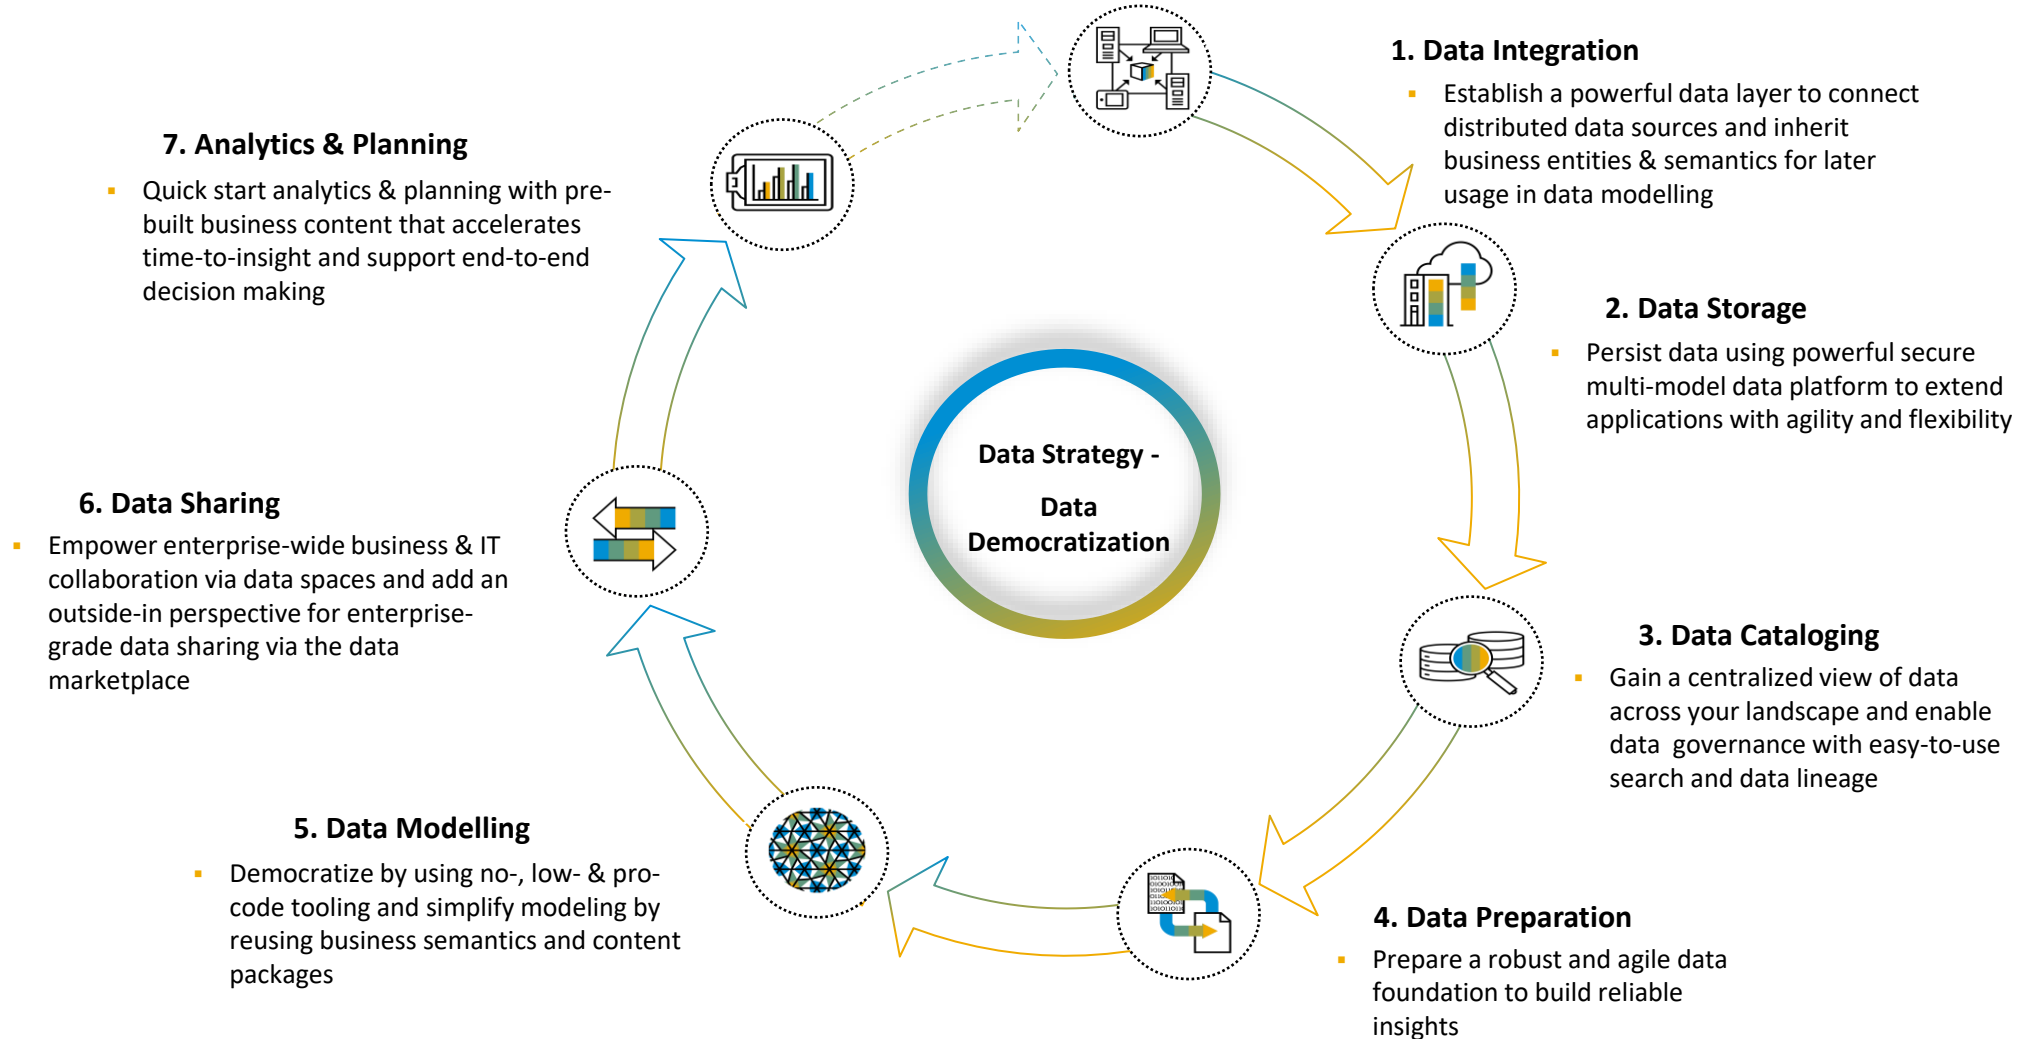 1. Data Integration
▪ Establish a powerful data layer to connect
distributed data sources and inherit
business entities & semantics for later
usage in data modelling
2. Data Storage
▪ Persist data using powerful secure
multi-model data platform to extend
applications with agility and flexibility
3. Data Cataloging
▪ Gain a centralized view of data
across your landscape and enable
data  governance with easy-to-use
search and data lineage
4. Data Preparation
▪ Prepare a robust and agile data
foundation to build reliable
insights
5. Data Modelling
▪ Democratize by using no-, low- & pro-
code tooling and simplify modeling by
reusing business semantics and content
packages
6. Data Sharing
▪ Empower enterprise-wide business & IT
collaboration via data spaces and add an
outside-in perspective for enterprise-
grade data sharing via the data
marketplace
7. Analytics & Planning
▪ Quick start analytics & planning with pre-
built business content that accelerates
time-to-insight and support end-to-end
decision making
Data Strategy -
Data
Democratization